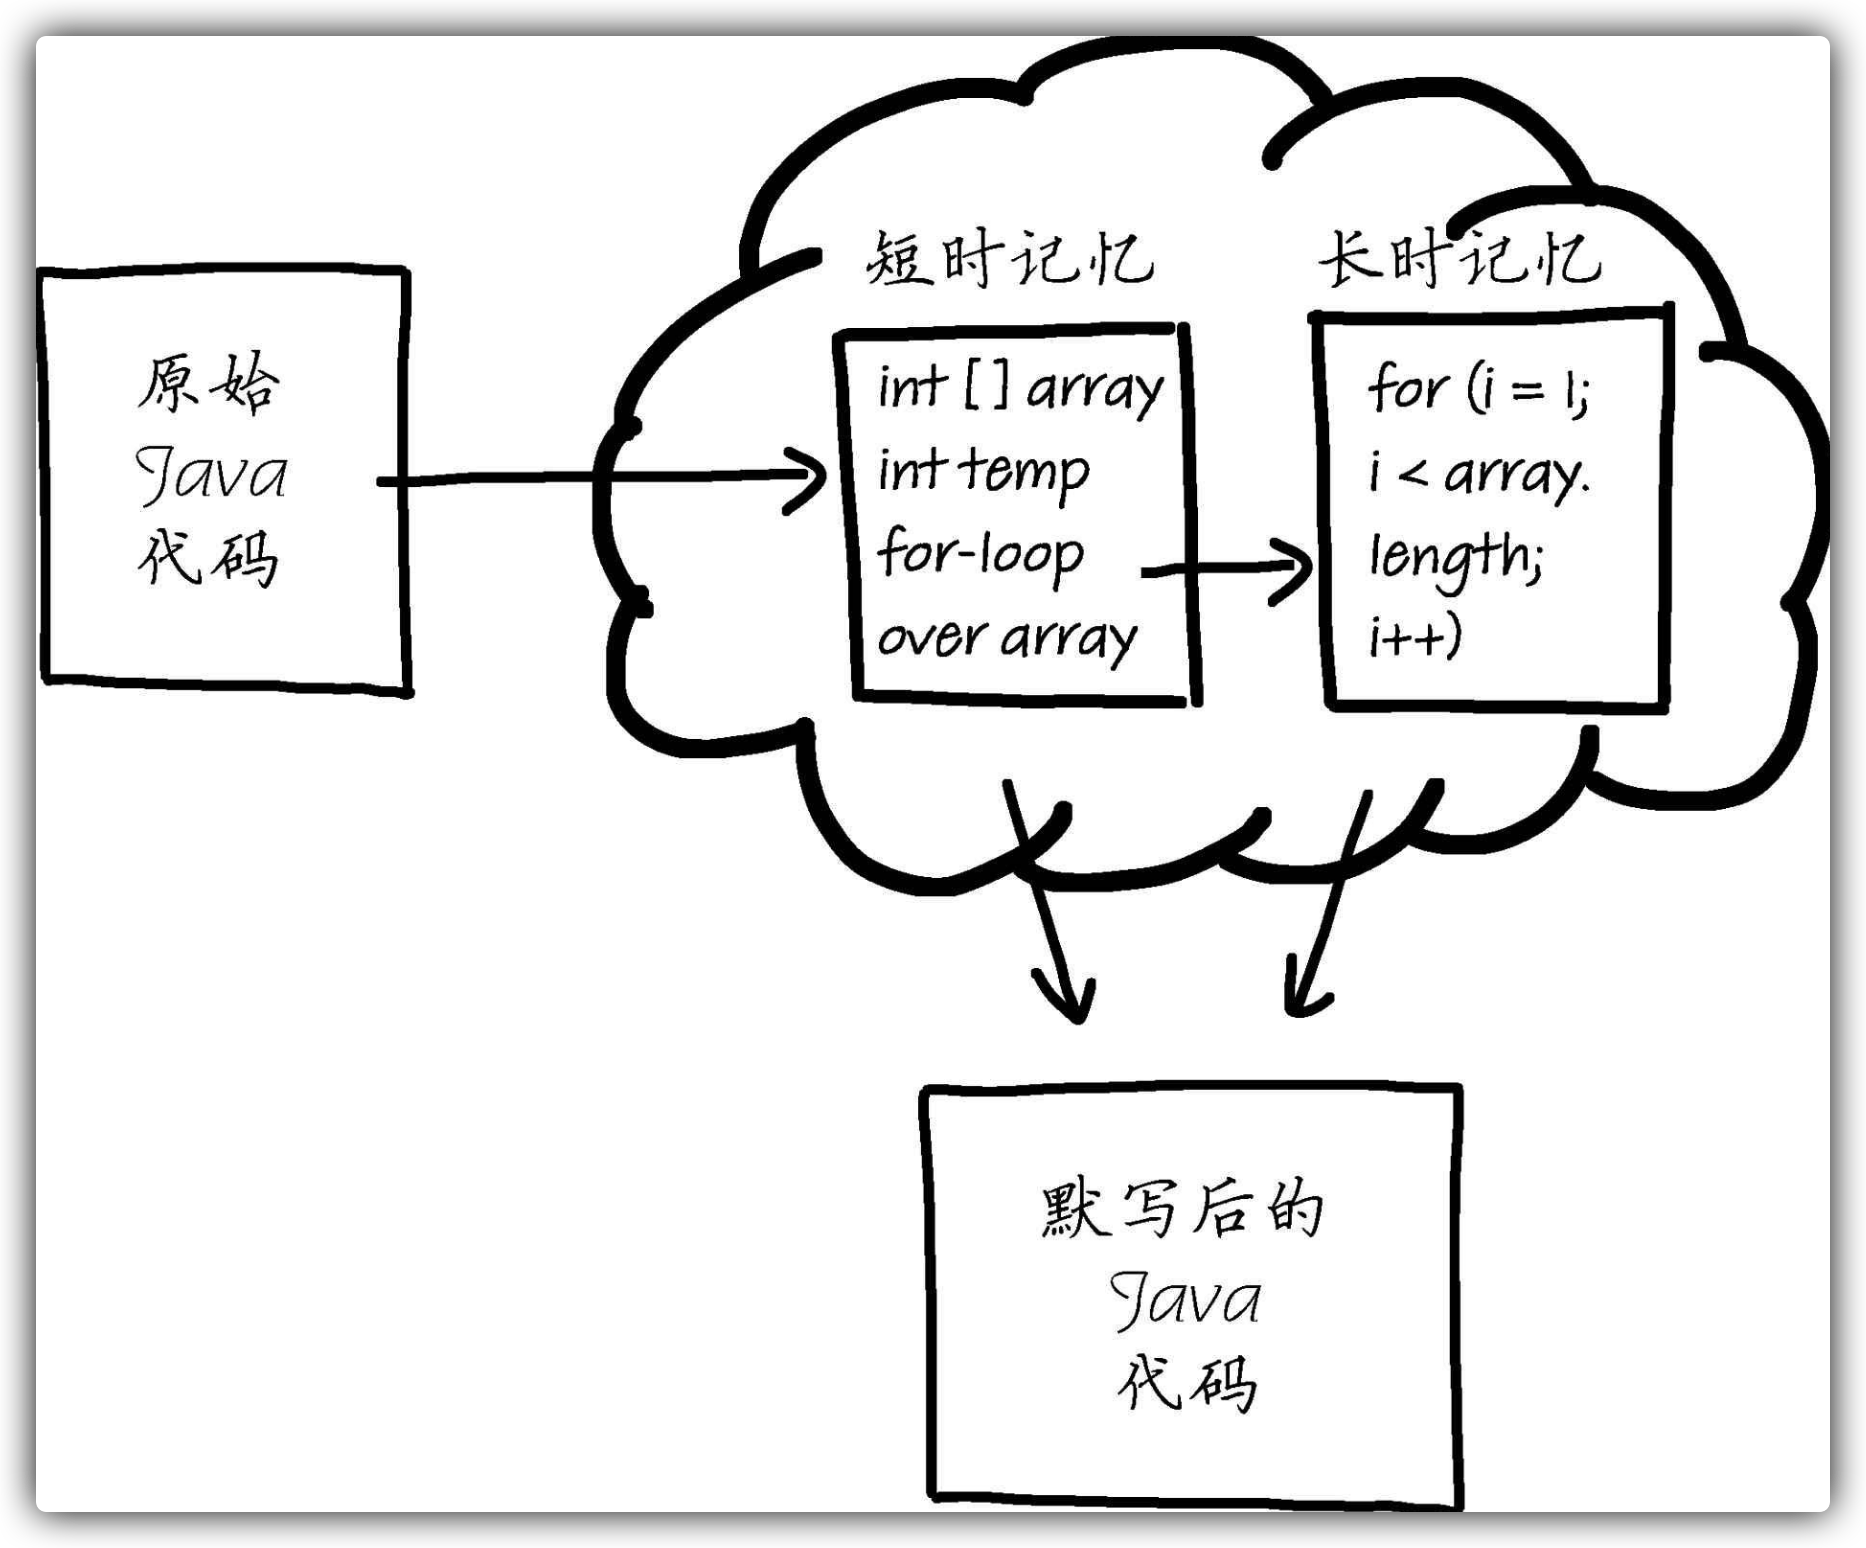 原始
Java
代码
短时记忆
int [ ] array
int temp
for-loop
over array
长时记忆
for (i = 1;
i < array.
length;
i++)
默写后的
Java
代码